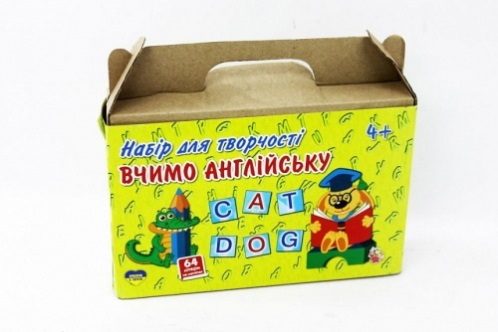 Набір для творчості
4+
ВЧИМО АНГЛІЙСЬКУ
CAT
DOG
64